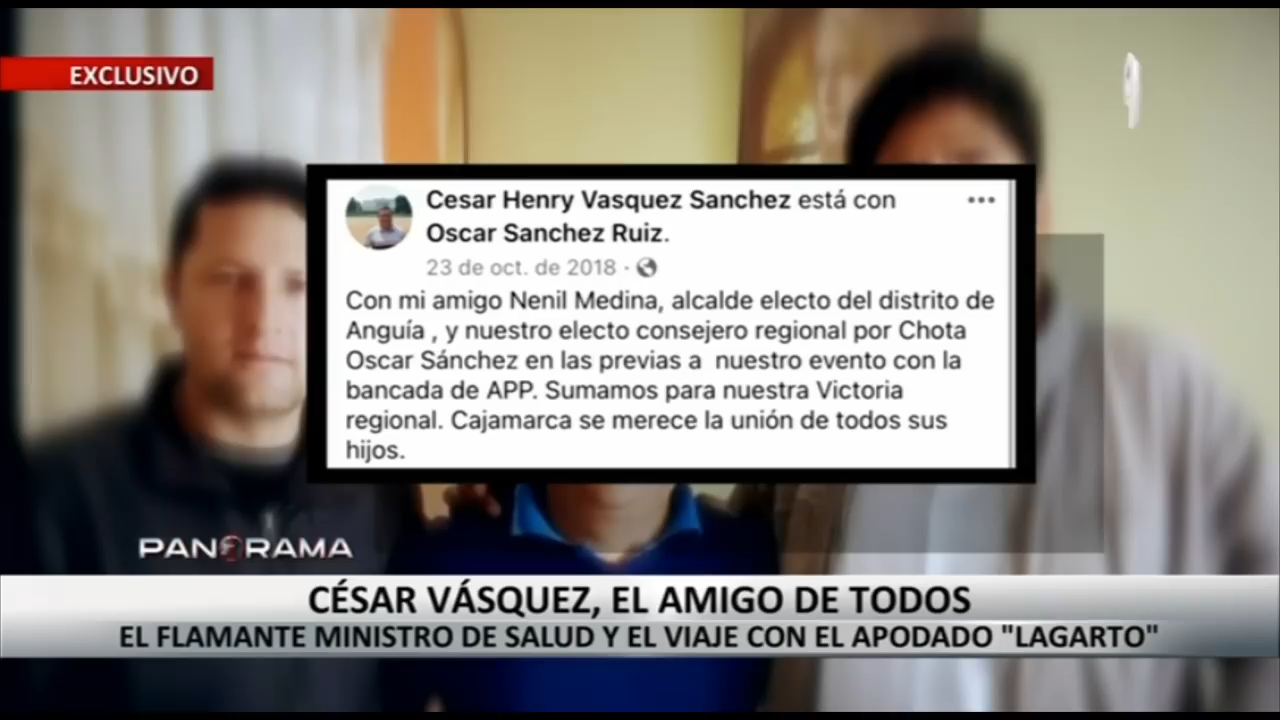 EXCLUSIVO
Cesar Henry Vasquez Sanchez está con
Oscar Sanchez Ruiz.
23 de oct. de 2018 ·
Con mi amigo Nenil Medina, alcalde electo del distrito de
Anguía , y nuestro electo consejero regional por Chota
Oscar Sánchez en las previas a nuestro evento con la
bancada de APP. Sumamos para nuestra Victoria
regional. Cajamarca se merece la unión de todos sus
hijos.
PANORAMA
CÉSAR VÁSQUEZ, EL AMIGO DE TODOS
EL FLAMANTE MINISTRO DE SALUD Y EL VIAJE CON EL APODADO "LAGARTO"